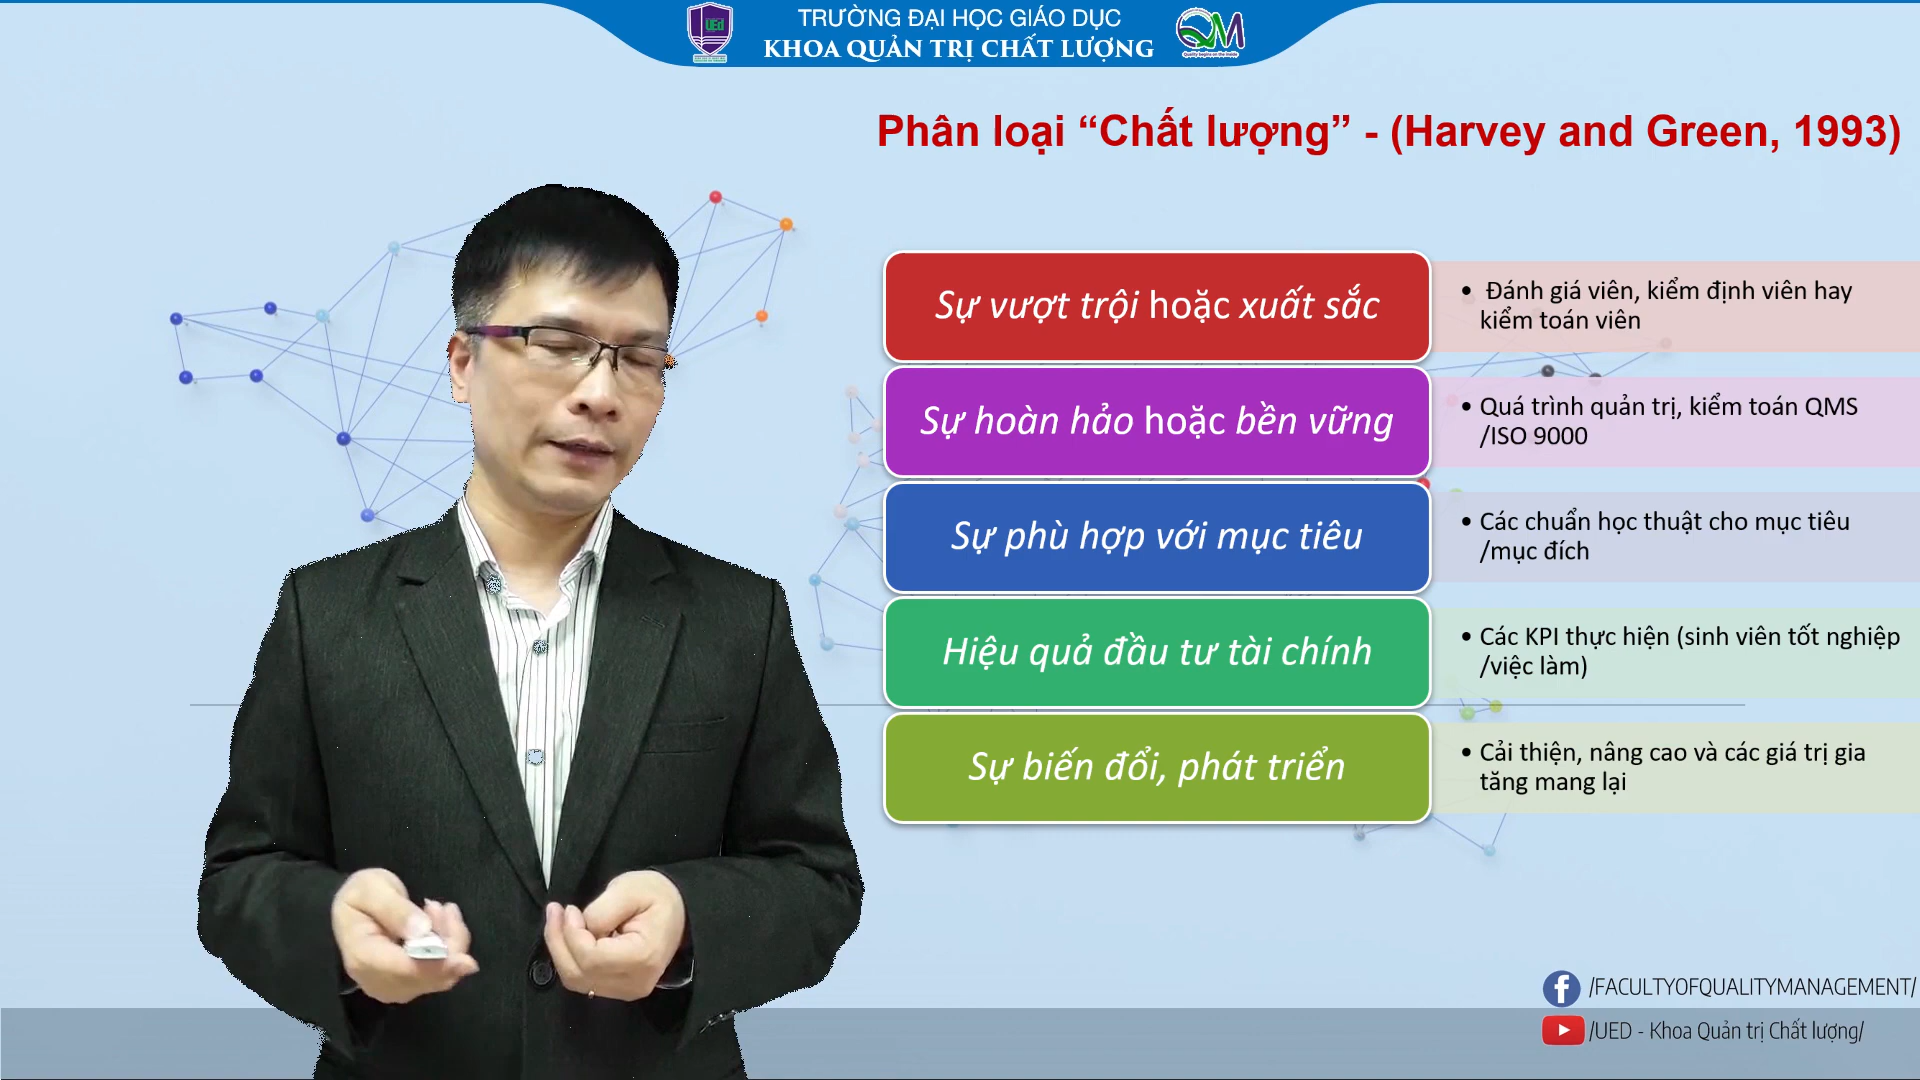 UEd
TRƯỜNG ĐẠI HỌC GIÁO DỤC
KHOA QUẢN TRỊ CHẤT LƯỢNG
QM
Phân loại “Chất lượng” - (Harvey and Green, 1993)
Sự vượt trội hoặc xuất sắc
• Đánh giá viên, kiểm định viên hay
kiểm toán viên
Sự hoàn hảo hoặc bền vững
• Quá trình quản trị, kiểm toán QMS
/ISO 9000
Sự phù hợp với mục tiêu
• Các chuẩn học thuật cho mục tiêu
/mục đích
Hiệu quả đầu tư tài chính
• Các KPI thực hiện (sinh viên tốt nghiệp
/việc làm)
Sự biến đổi, phát triển
• Cải thiện, nâng cao và các giá trị gia
tăng mang lại
/FACULTYOFQUALITYMANAGEMENT/
/UED - Khoa Quản trị Chất lượng/